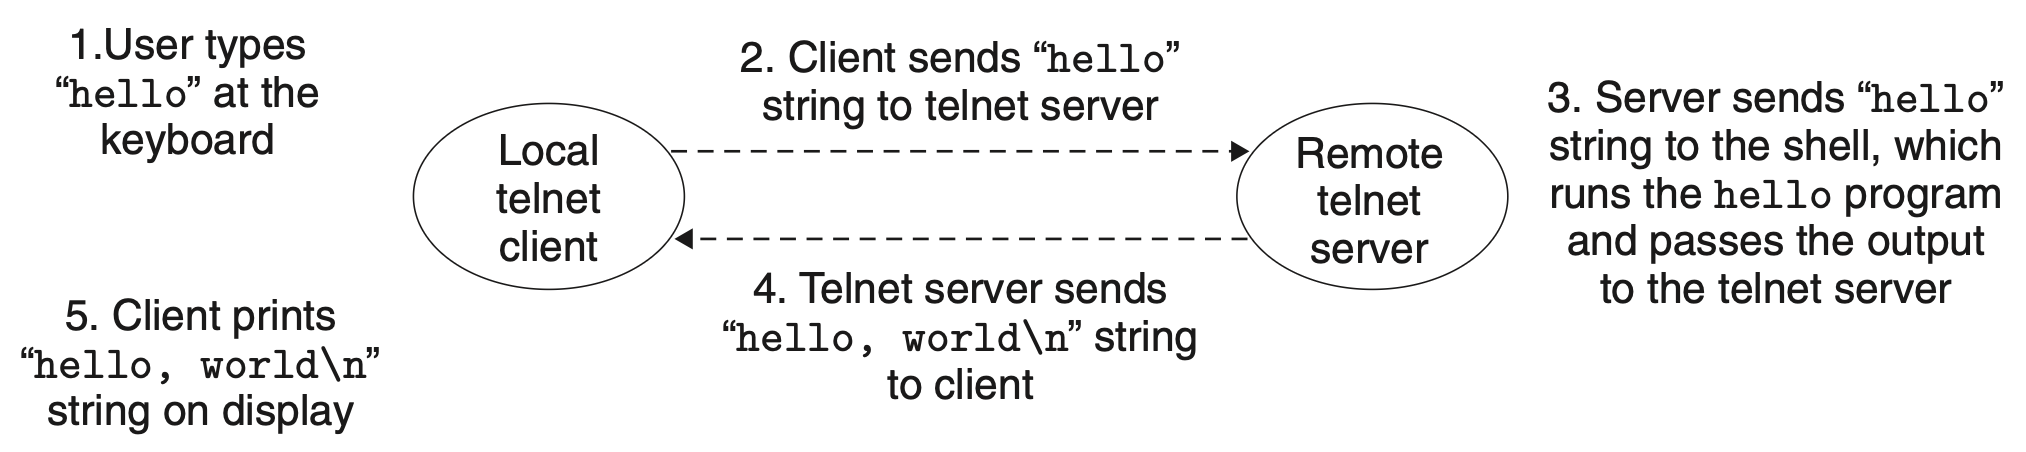 1.User types
“hello” at the
keyboard
2. Client sends “hello”
string to telnet server
Local
telnet
client
Remote
telnet
server
3. Server sends “hello”
string to the shell, which
runs the hello program
and passes the output
to the telnet server
4. Telnet server sends
“hello, world\n” string
to client
5. Client prints
“hello, world\n”
string on display